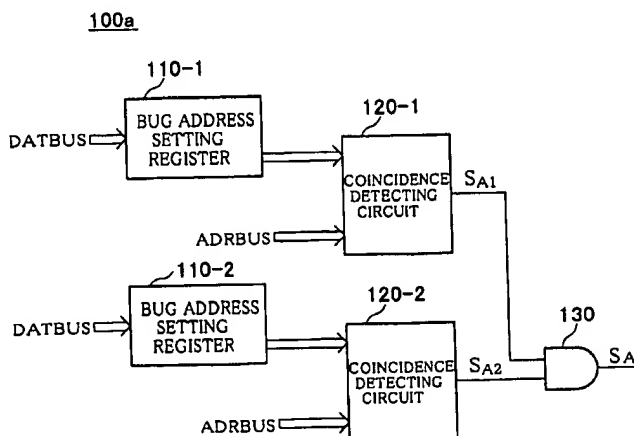 100a
110-1
BUG ADDRESS
SETTING
REGISTER
DATBUS
120-1
COINCIDENCE
DETECTING
CIRCUIT
SA1
ADRBUS
110-2
BUG ADDRESS
SETTING
REGISTER
DATBUS
120-2
COINCIDENCE
DETECTING
CIRCUIT
SA2
130
SA
ADRBUS